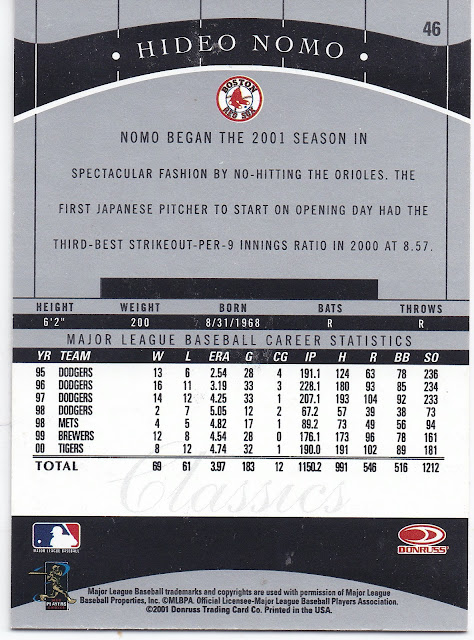 46
• HIDEO NOMO •
BOSTON
RED SOX
NOMO BEGAN THE 2001 SEASON IN
SPECTACULAR FASHION BY NO-HITTING THE ORIOLES. THE
FIRST JAPANESE PITCHER TO START ON OPENING DAY HAD THE
THIRD-BEST STRIKEOUT-PER-9 INNINGS RATIO IN 2000 AT 8.57.
HEIGHT WEIGHT BORN BATS THROWS
6'2" 200 8/31/1968 R R
MAJOR LEAGUE BASEBALL CAREER STATISTICS
YR TEAM W L ERA G CG IP H R BB SO
95 DODGERS 13 6 2.54 28 4 191.1 124 63 78 236
96 DODGERS 16 11 3.19 33 3 228.1 180 93 85 234
97 DODGERS 14 12 4.25 33 1 207.1 193 104 92 233
98 DODGERS 2 7 5.05 12 2 67.2 57 39 38 73
98 METS 4 5 4.82 17 1 89.2 73 49 56 94
99 BREWERS 12 8 4.54 28 0 176.1 173 96 78 161
00 TIGERS 8 12 4.74 32 1 190.0 191 102 89 181
TOTAL 69 61 3.97 183 12 1150.2 991 546 516 1212
Classics
MAJOR LEAGUE BASEBALL
DONRUSS
PLAYERS
Major League Baseball trademarks and copyrights are used with permission of Major League
Baseball Properties, Inc. ©MLBPA. Official Licensee-Major League Baseball Players Association.
©2001 Donruss Trading Card Co. Printed in the USA.